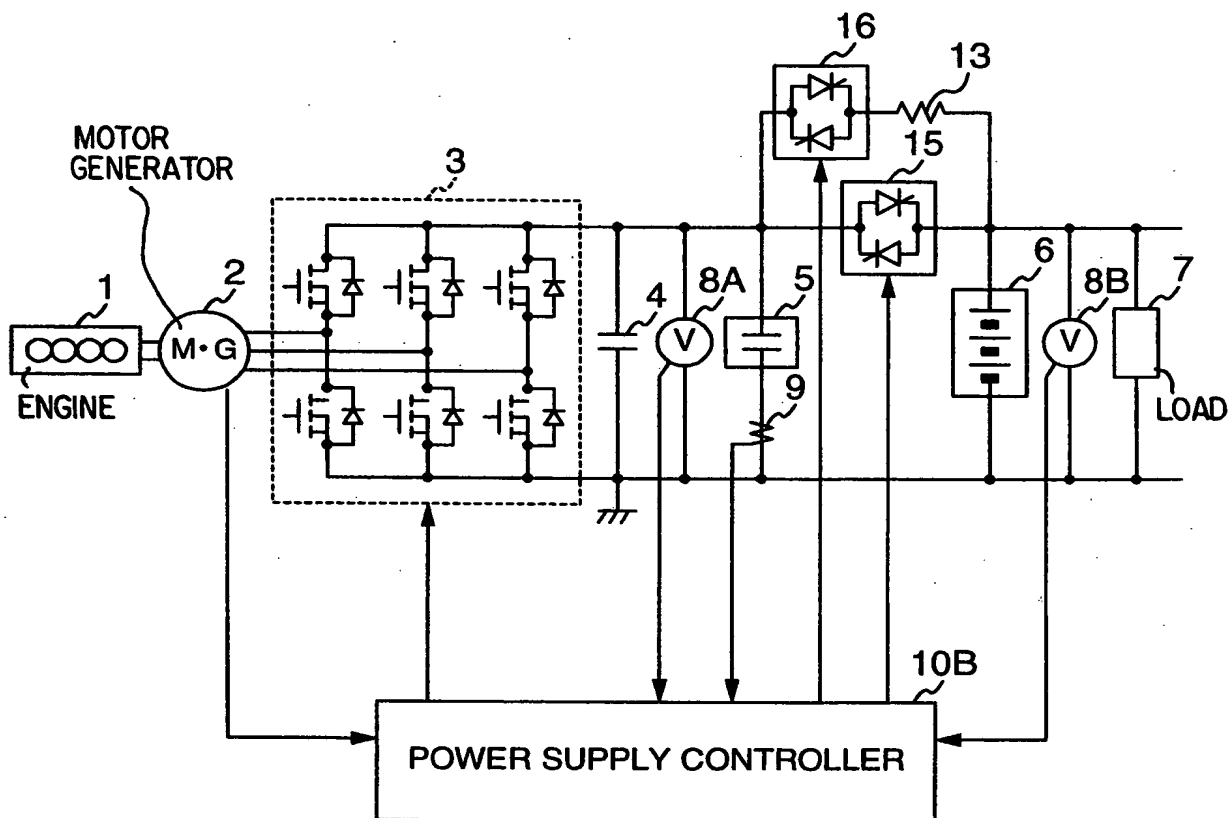 16
13
MOTOR
GENERATOR
3
15
1
2
4
8A
5
6
8B
7
M·G
V
V
9
ENGINE
LOAD
10B
POWER SUPPLY CONTROLLER